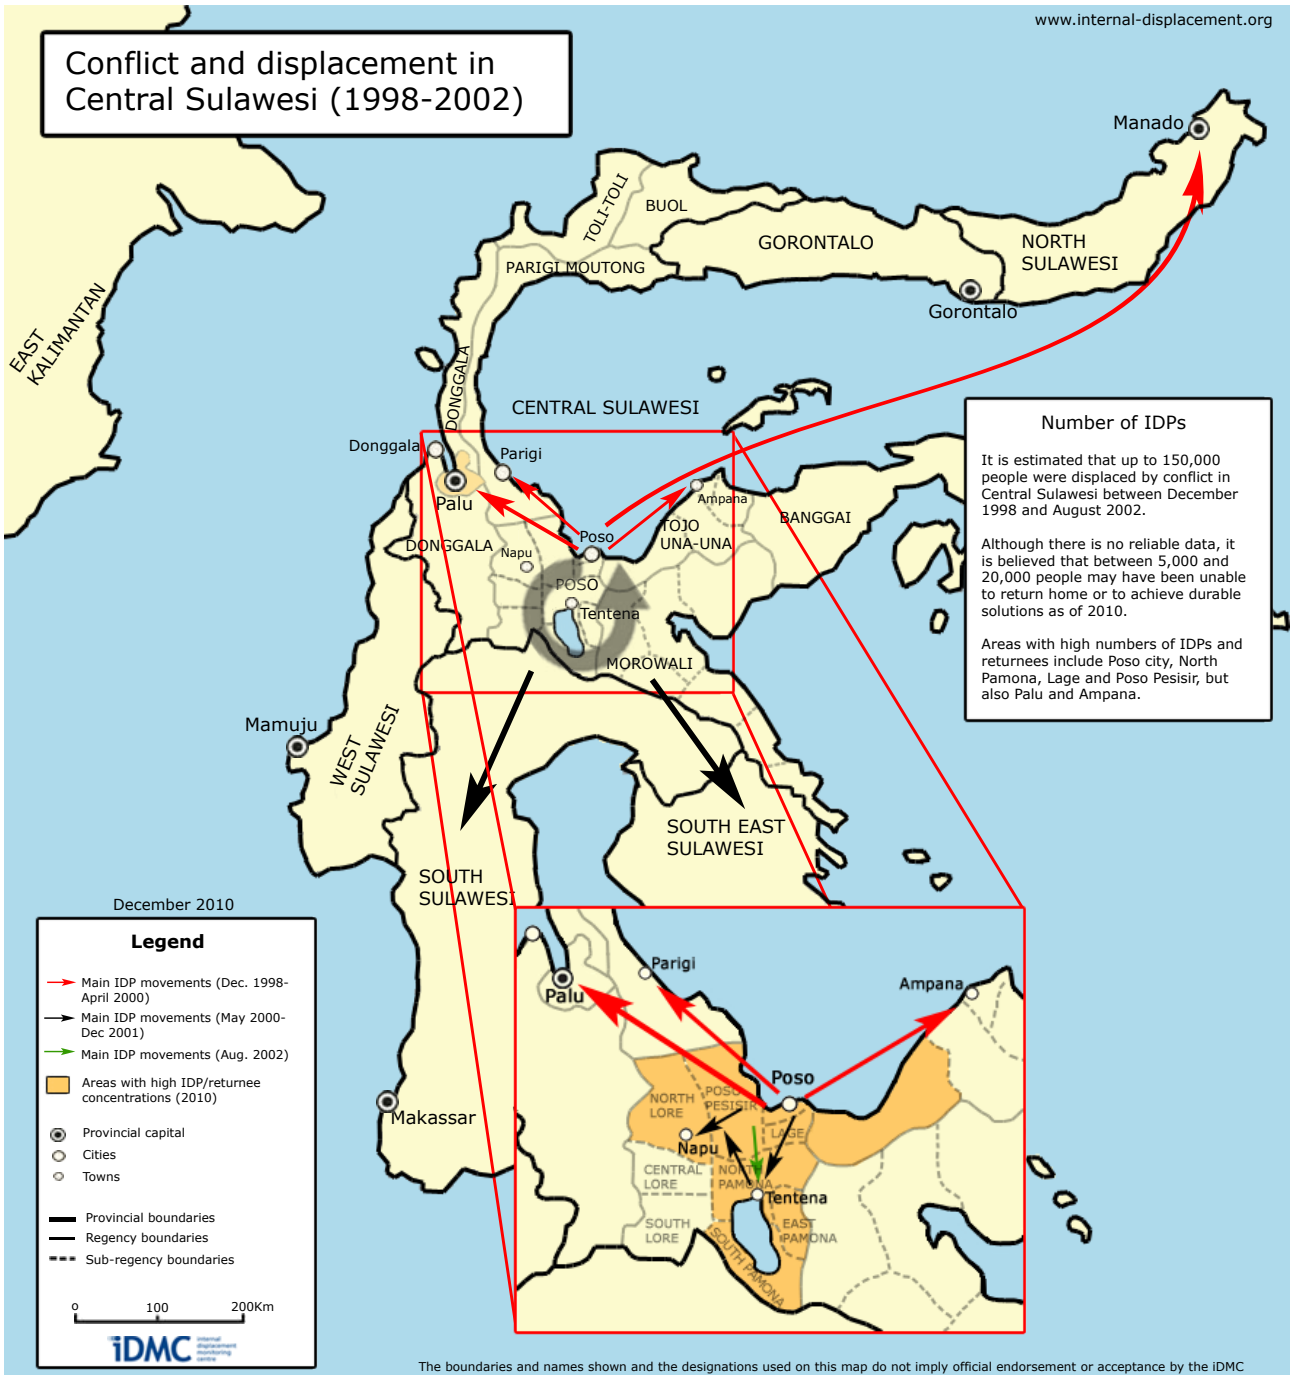 www.internal-displacement.org
Conflict and displacement in
Central Sulawesi (1998-2002)
Manado
TOLI-TOLI
BUOL
GORONTALO
NORTH
SULAWESI
PARIGI MOUTONG
Gorontalo
EAST
KALIMANTAN
DONGGALA
CENTRAL SULAWESI
Donggala
Parigi
Palu
Ampana
BANGGAI
TOJO
UNA-UNA
Poso
DONGGALA
Napu
POSO
Tentena
MOROWALI
Mamuju
WEST
SULAWESI
SOUTH EAST
SULAWESI
SOUTH
SULAWESI
Makassar
Number of IDPs
It is estimated that up to 150,000
people were displaced by conflict in
Central Sulawesi between December
1998 and August 2002.
Although there is no reliable data, it
is believed that between 5,000 and
20,000 people may have been unable
to return home or to achieve durable
solutions as of 2010.
Areas with high numbers of IDPs and
returnees include Poso city, North
Pamona, Lage and Poso Pesisir, but
also Palu and Ampana.
December 2010
Legend
Main IDP movements (Dec. 1998-
April 2000)
Main IDP movements (May 2000-
Dec 2001)
Main IDP movements (Aug. 2002)
Areas with high IDP/returnee
concentrations (2010)
Provincial capital
Cities
Towns
Provincial boundaries
Regency boundaries
Sub-regency boundaries
0 100 200Km
iDMC
internal
displacement
monitoring
centre
Parigi
Palu
Ampana
Poso
POSO
PESISIR
NORTH
LORE
LAGE
Napu
CENTRAL
LORE
NORTH
PAMONA
Tentena
SOUTH
LORE
EAST
PAMONA
SOUTH PAMONA
The boundaries and names shown and the designations used on this map do not imply official endorsement or acceptance by the iDMC